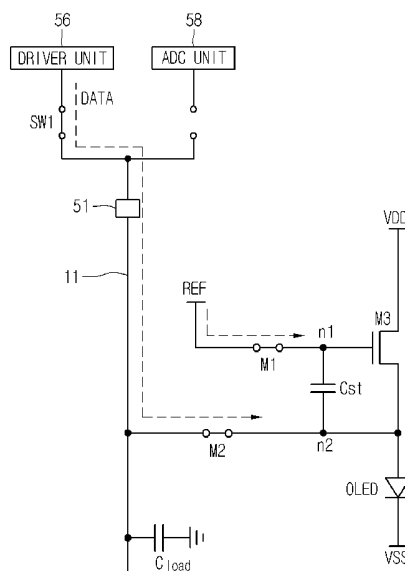 56
58
DRIVER UNIT
ADC UNIT
DATA
SW1
51
VDD
11
REF
n1
M3
M1
Cst
M2
n2
OLED
Cload
VSS